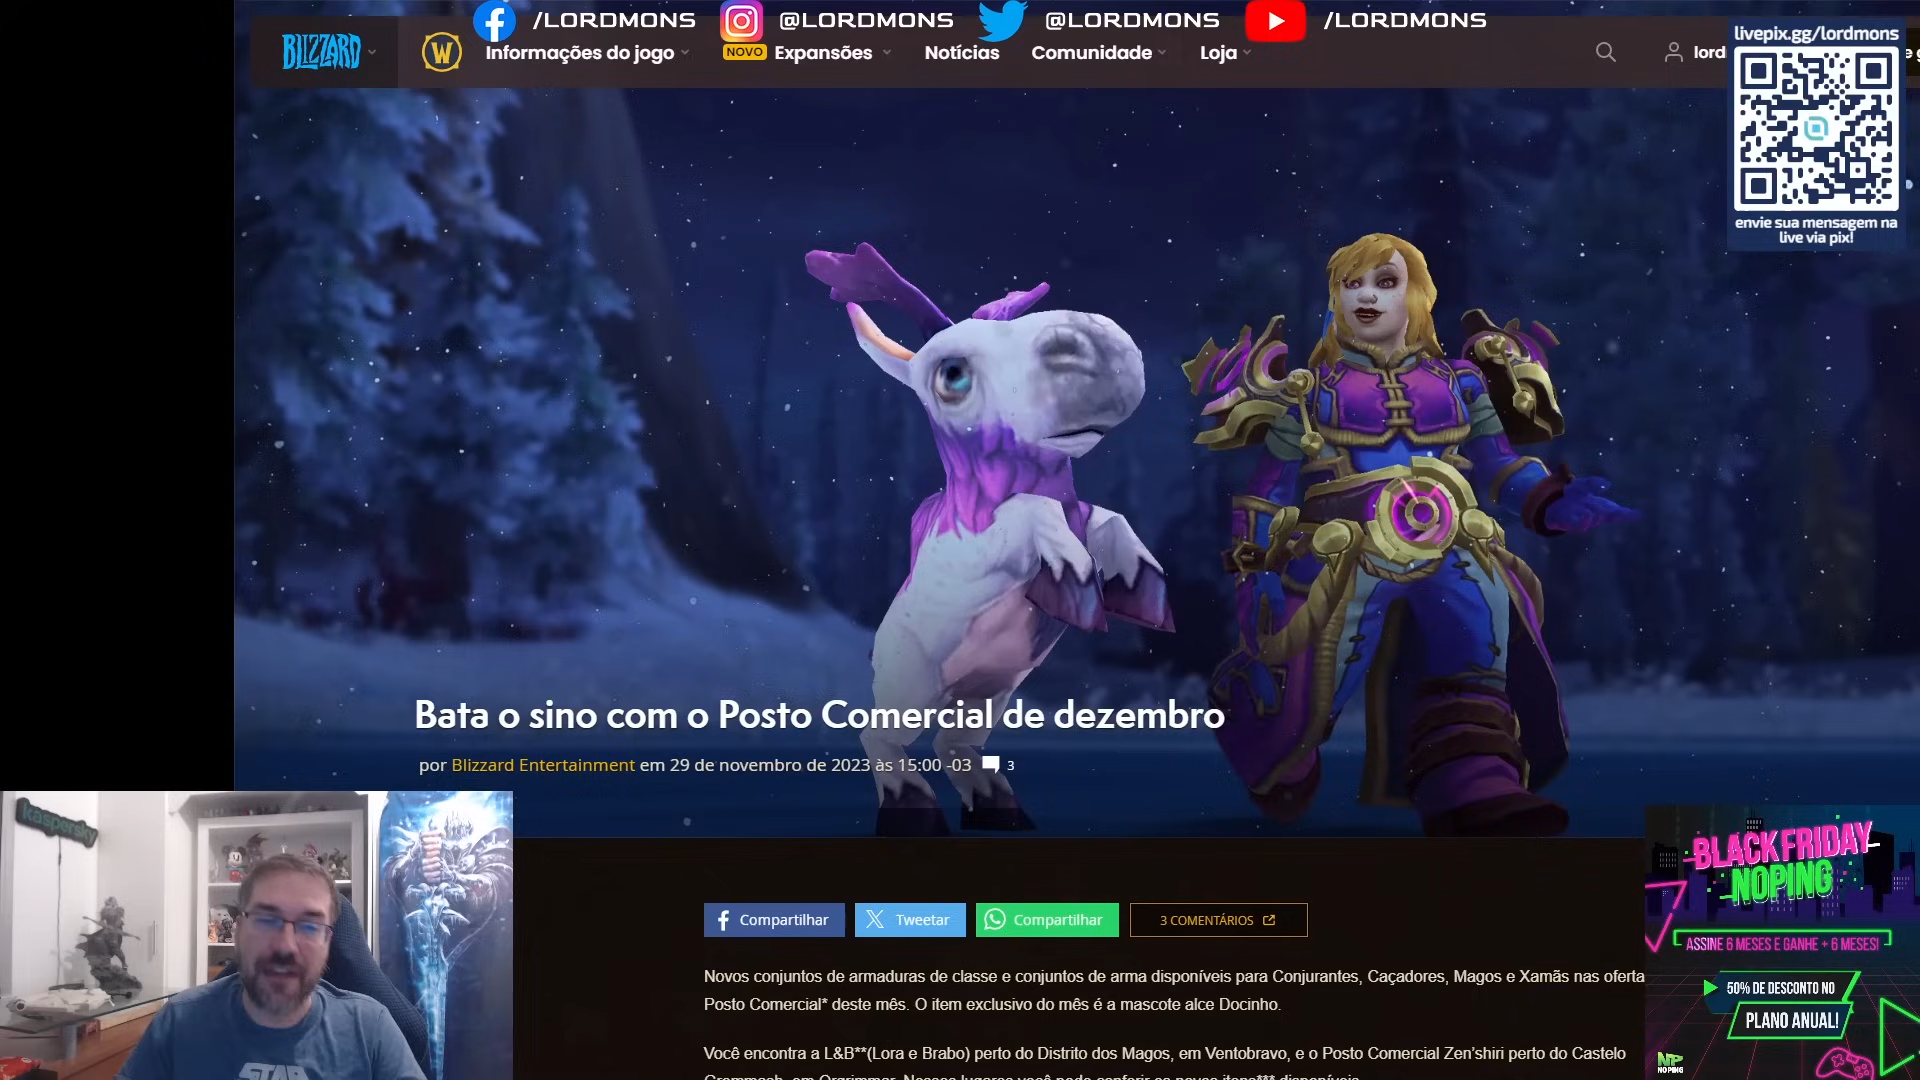 /LORDMONS @LORDMONS @LORDMONS /LORDMONS
BLIZZARD
W
Informações do jogo
NOVO Expansões
Notícias
Comunidade
Loja
livepix.gg/lordmons
envie sua mensagem na
live via pix!
Bata o sino com o Posto Comercial de dezembro
por Blizzard Entertainment em 29 de novembro de 2023 às 15:00 -03 3
kaspersky
BLACK FRIDAY
NOPING
ASSINE 6 MESES E GANHE + 6 MESES!
50% DE DESCONTO NO
PLANO ANUAL!
NP
NOPING
Compartilhar
Tweetar
Compartilhar
3 COMENTÁRIOS
Novos conjuntos de armaduras de classe e conjuntos de arma disponíveis para Conjurantes, Caçadores, Magos e Xamãs nas oferta
Posto Comercial* deste mês. O item exclusivo do mês é a mascote alce Docinho.
Você encontra a L&B**(Lora e Brabo) perto do Distrito dos Magos, em Ventobravo, e o Posto Comercial Zen'shiri perto do Castelo